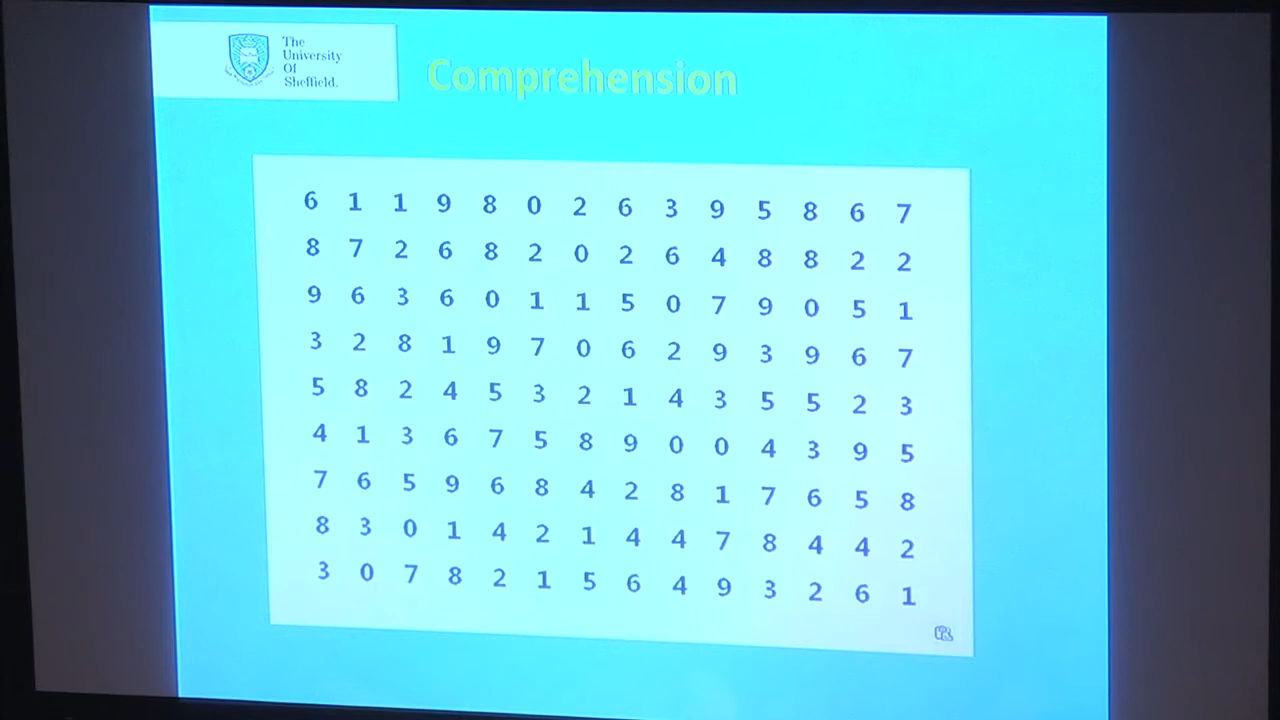 The
University
Of
Sheffield.
Comprehension
6 1 1 9 8 0 2 6 3 9 5 8 6 7
8 7 2 6 8 2 0 2 6 4 8 8 2 2
9 6 3 6 0 1 1 5 0 7 9 0 5 1
3 2 8 1 9 7 0 6 2 9 3 9 6 7
5 8 2 4 5 3 2 1 4 3 5 5 2 3
4 1 3 6 7 5 8 9 0 0 4 3 9 5
7 6 5 9 6 8 4 2 8 1 7 6 5 8
8 3 0 1 4 2 1 4 4 7 8 4 4 2
3 0 7 8 2 1 5 6 4 9 3 2 6 1